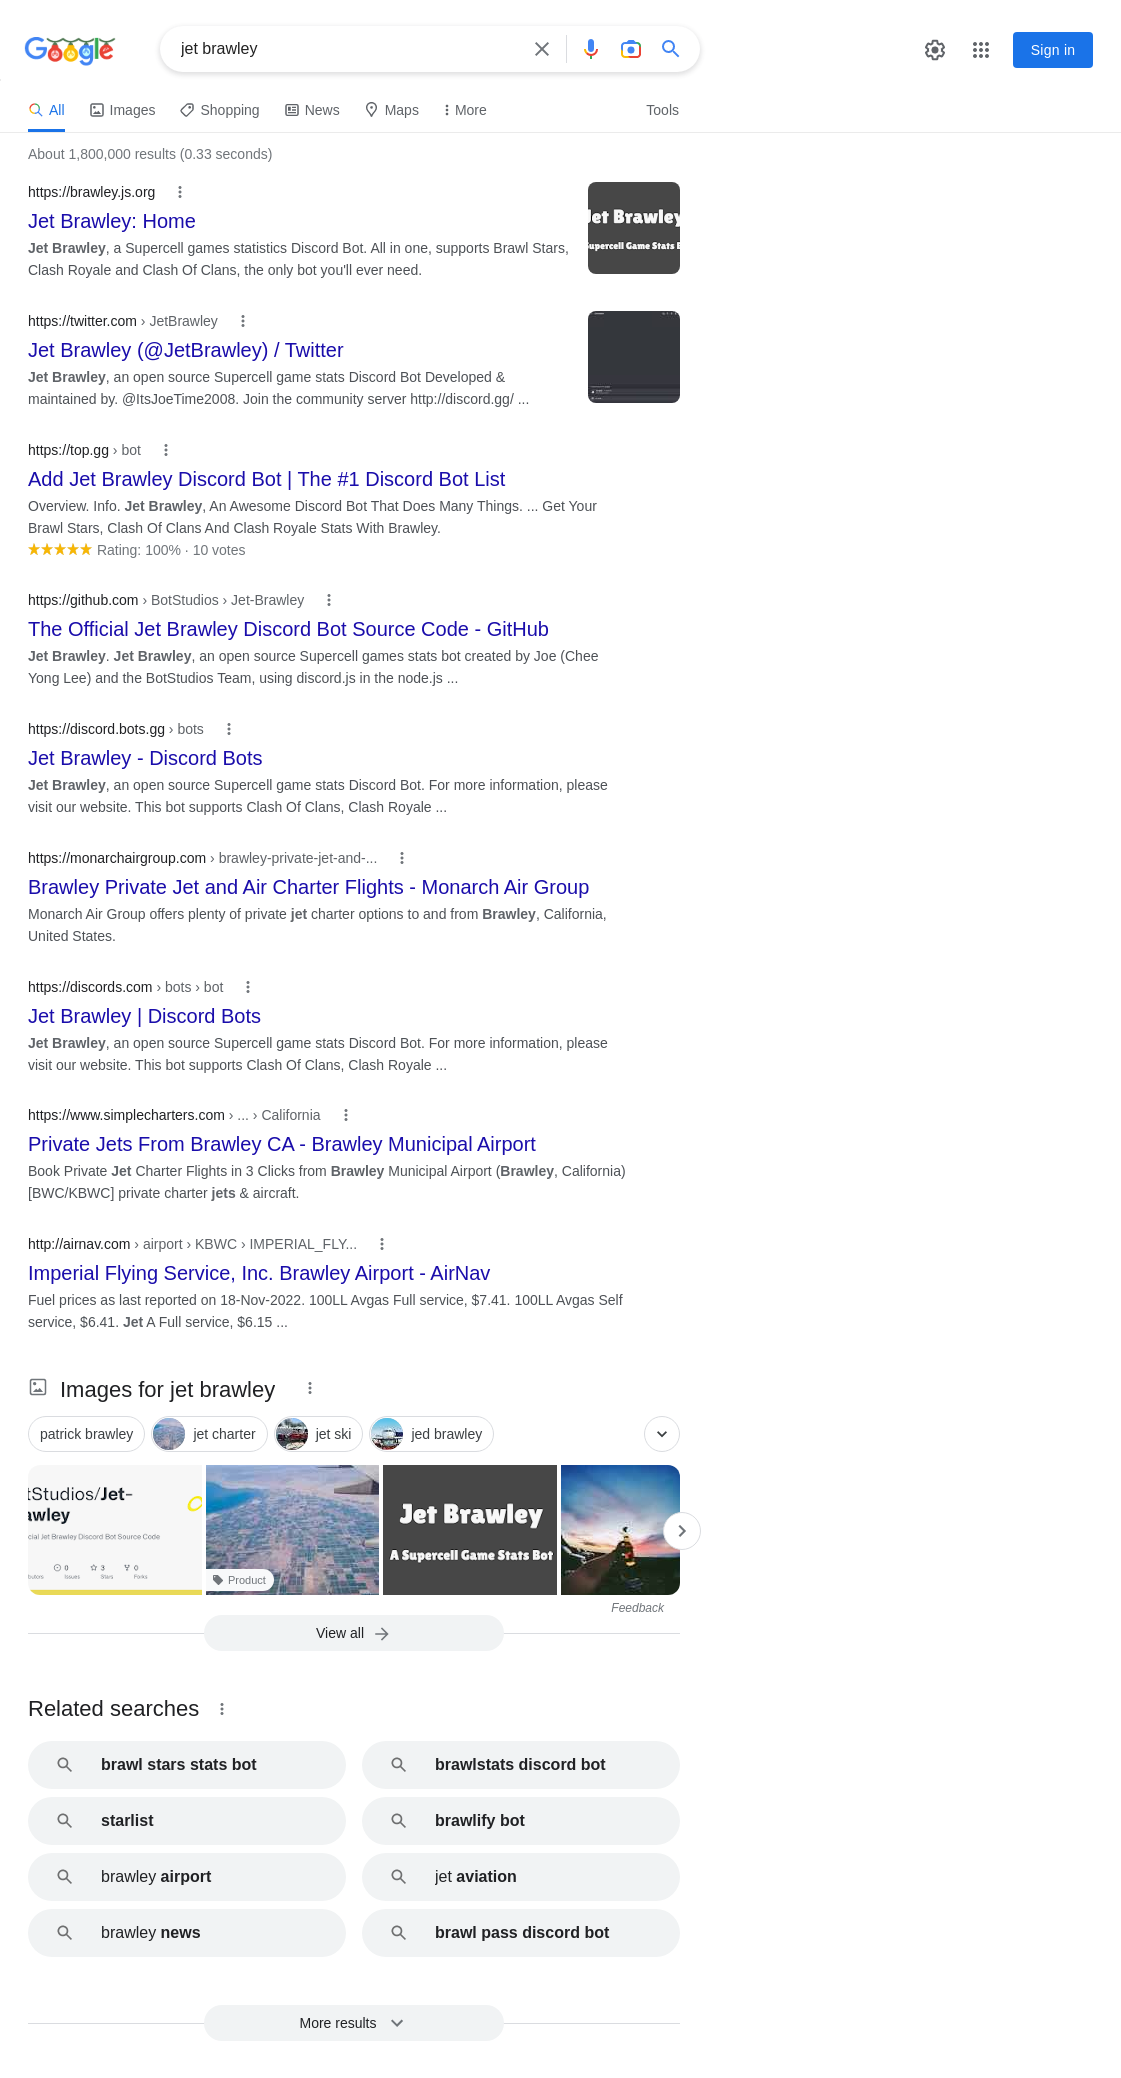 Google
jet brawley
Sign in
All
Images
Shopping
News
Maps
More
Tools
About 1,800,000 results (0.33 seconds)
https://brawley.js.org
Jet Brawley: Home
Jet Brawley, a Supercell games statistics Discord Bot. All in one, supports Brawl Stars,
Clash Royale and Clash Of Clans, the only bot you'll ever need.
Jet Brawley
Supercell Game Stats B
https://twitter.com › JetBrawley
Jet Brawley (@JetBrawley) / Twitter
Jet Brawley, an open source Supercell game stats Discord Bot Developed &
maintained by. @ItsJoeTime2008. Join the community server http://discord.gg/ ...
https://top.gg › bot
Add Jet Brawley Discord Bot | The #1 Discord Bot List
Overview. Info. Jet Brawley, An Awesome Discord Bot That Does Many Things. ... Get Your
Brawl Stars, Clash Of Clans And Clash Royale Stats With Brawley.
Rating: 100% · 10 votes
https://github.com › BotStudios › Jet-Brawley
The Official Jet Brawley Discord Bot Source Code - GitHub
Jet Brawley. Jet Brawley, an open source Supercell games stats bot created by Joe (Chee
Yong Lee) and the BotStudios Team, using discord.js in the node.js ...
https://discord.bots.gg › bots
Jet Brawley - Discord Bots
Jet Brawley, an open source Supercell game stats Discord Bot. For more information, please
visit our website. This bot supports Clash Of Clans, Clash Royale ...
https://monarchairgroup.com › brawley-private-jet-and-...
Brawley Private Jet and Air Charter Flights - Monarch Air Group
Monarch Air Group offers plenty of private jet charter options to and from Brawley, California,
United States.
https://discords.com › bots › bot
Jet Brawley | Discord Bots
Jet Brawley, an open source Supercell game stats Discord Bot. For more information, please
visit our website. This bot supports Clash Of Clans, Clash Royale ...
https://www.simplecharters.com › ... › California
Private Jets From Brawley CA - Brawley Municipal Airport
Book Private Jet Charter Flights in 3 Clicks from Brawley Municipal Airport (Brawley, California)
[BWC/KBWC] private charter jets & aircraft.
http://airnav.com › airport › KBWC › IMPERIAL_FLY...
Imperial Flying Service, Inc. Brawley Airport - AirNav
Fuel prices as last reported on 18-Nov-2022. 100LL Avgas Full service, $7.41. 100LL Avgas Self
service, $6.41. Jet A Full service, $6.15 ...
Images for jet brawley
patrick brawley
jet charter
jet ski
jed brawley
tStudios/Jet-
awley
cial Jet Brawley Discord Bot Source Code
0
3
0
butors
Issues
Stars
Forks
Product
Jet Brawley
A Supercell Game Stats Bot
Feedback
View all
Related searches
brawl stars stats bot
brawlstats discord bot
starlist
brawlify bot
brawley airport
jet aviation
brawley news
brawl pass discord bot
More results